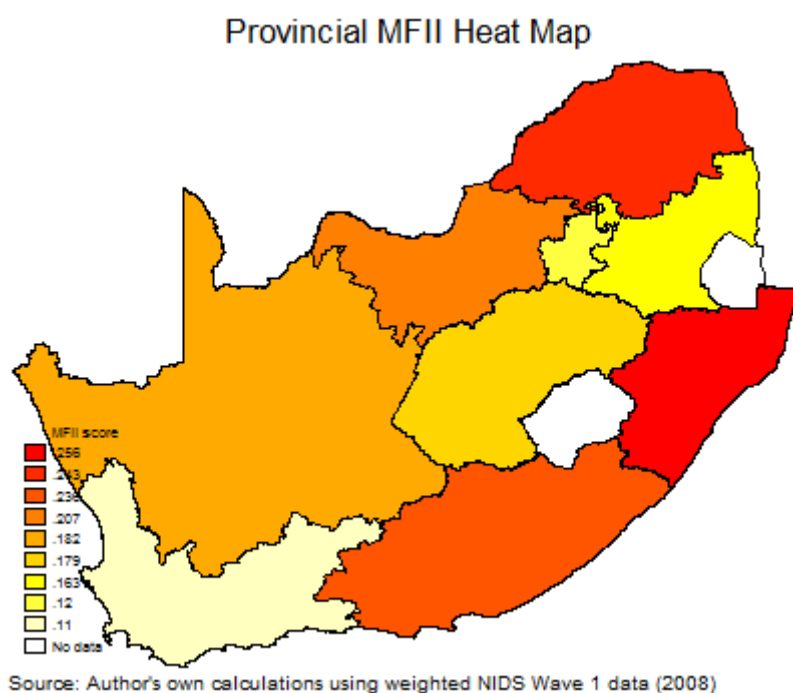 Provincial MFII Heat Map
MFII score
.256
.243
.236
.207
.182
.179
.163
.12
.11
No data
Source: Author's own calculations using weighted NIDS Wave 1 data (2008)